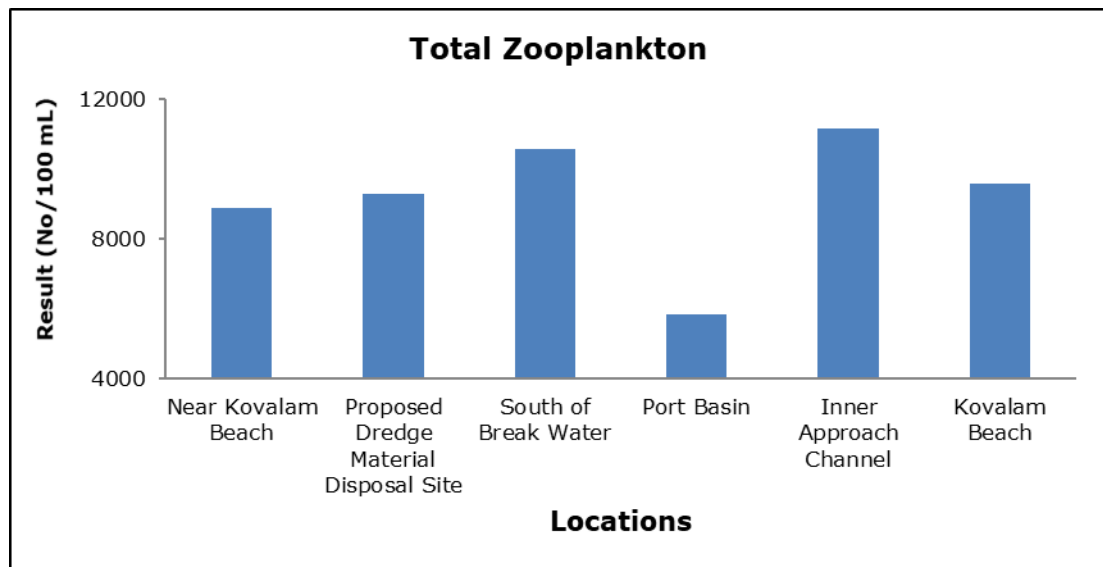 Total Zooplankton
Result (No/100 mL)
12000
8000
4000
Near Kovalam
Beach
Proposed
Dredge
Material
Disposal Site
South of
Break Water
Port Basin
Inner
Approach
Channel
Kovalam
Beach
Locations